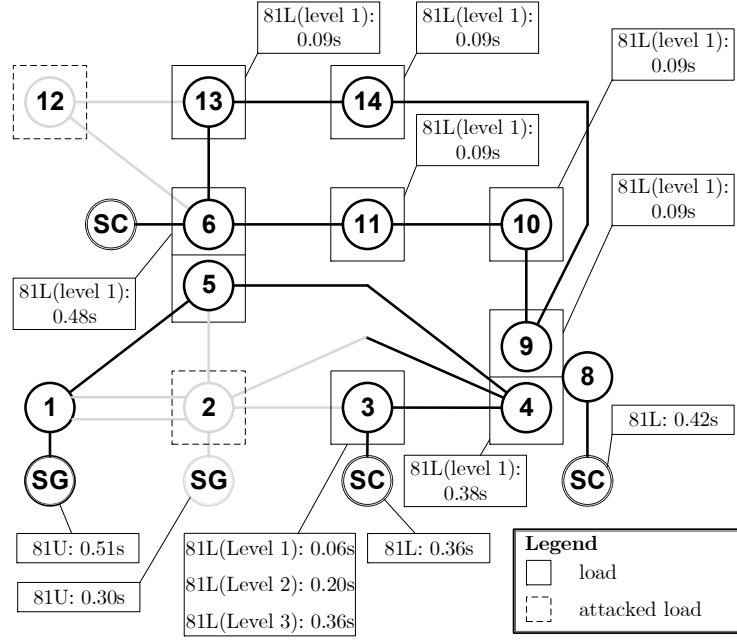 81L(level 1):
0.09s
81L(level 1):
0.09s
81L(level 1):
0.09s
12
13
14
81L(level 1):
0.09s
81L(level 1):
0.09s
SC
6
11
10
81L(level 1):
0.48s
5
9
8
1
2
3
4
81L: 0.42s
SG
SG
SC
81L(level 1):
0.38s
SC
81U: 0.51s
81U: 0.30s
81L(Level 1): 0.06s
81L(Level 2): 0.20s
81L(Level 3): 0.36s
81L: 0.36s
Legend
load
attacked load